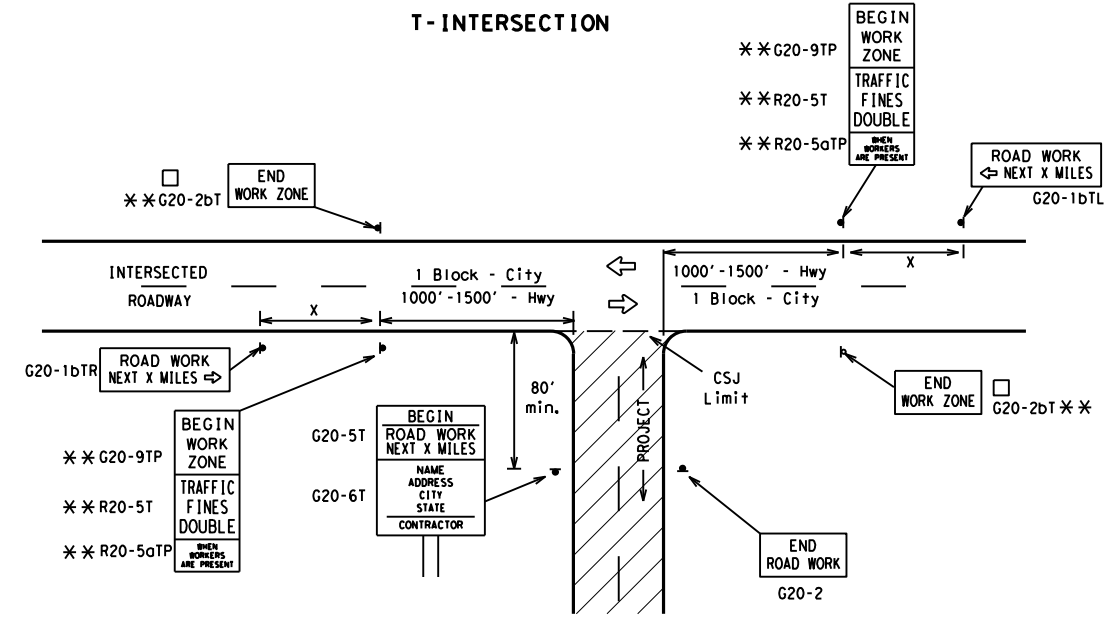 T-INTERSECTION
BEGIN
WORK
ZONE
**G20-9TP
TRAFFIC
FINES
DOUBLE
**R20-5T
WHEN
WORKERS
ARE PRESENT
**R20-5aTP
ROAD WORK
⇦ NEXT X MILES
G20-1bTL
END
WORK ZONE
□
**G20-2bT
INTERSECTED
ROADWAY
1 Block - City
1000'-1500' - Hwy
1000'-1500' - Hwy
1 Block - City
X
X
G20-1bTR
ROAD WORK
NEXT X MILES ⇨
80'
min.
CSJ
Limit
PROJECT
END
WORK ZONE
□
G20-2bT**
BEGIN
WORK
ZONE
**G20-9TP
TRAFFIC
FINES
DOUBLE
**R20-5T
WHEN
WORKERS
ARE PRESENT
**R20-5aTP
G20-5T
BEGIN
ROAD WORK
NEXT X MILES
G20-6T
NAME
ADDRESS
CITY
STATE
CONTRACTOR
END
ROAD WORK
G20-2